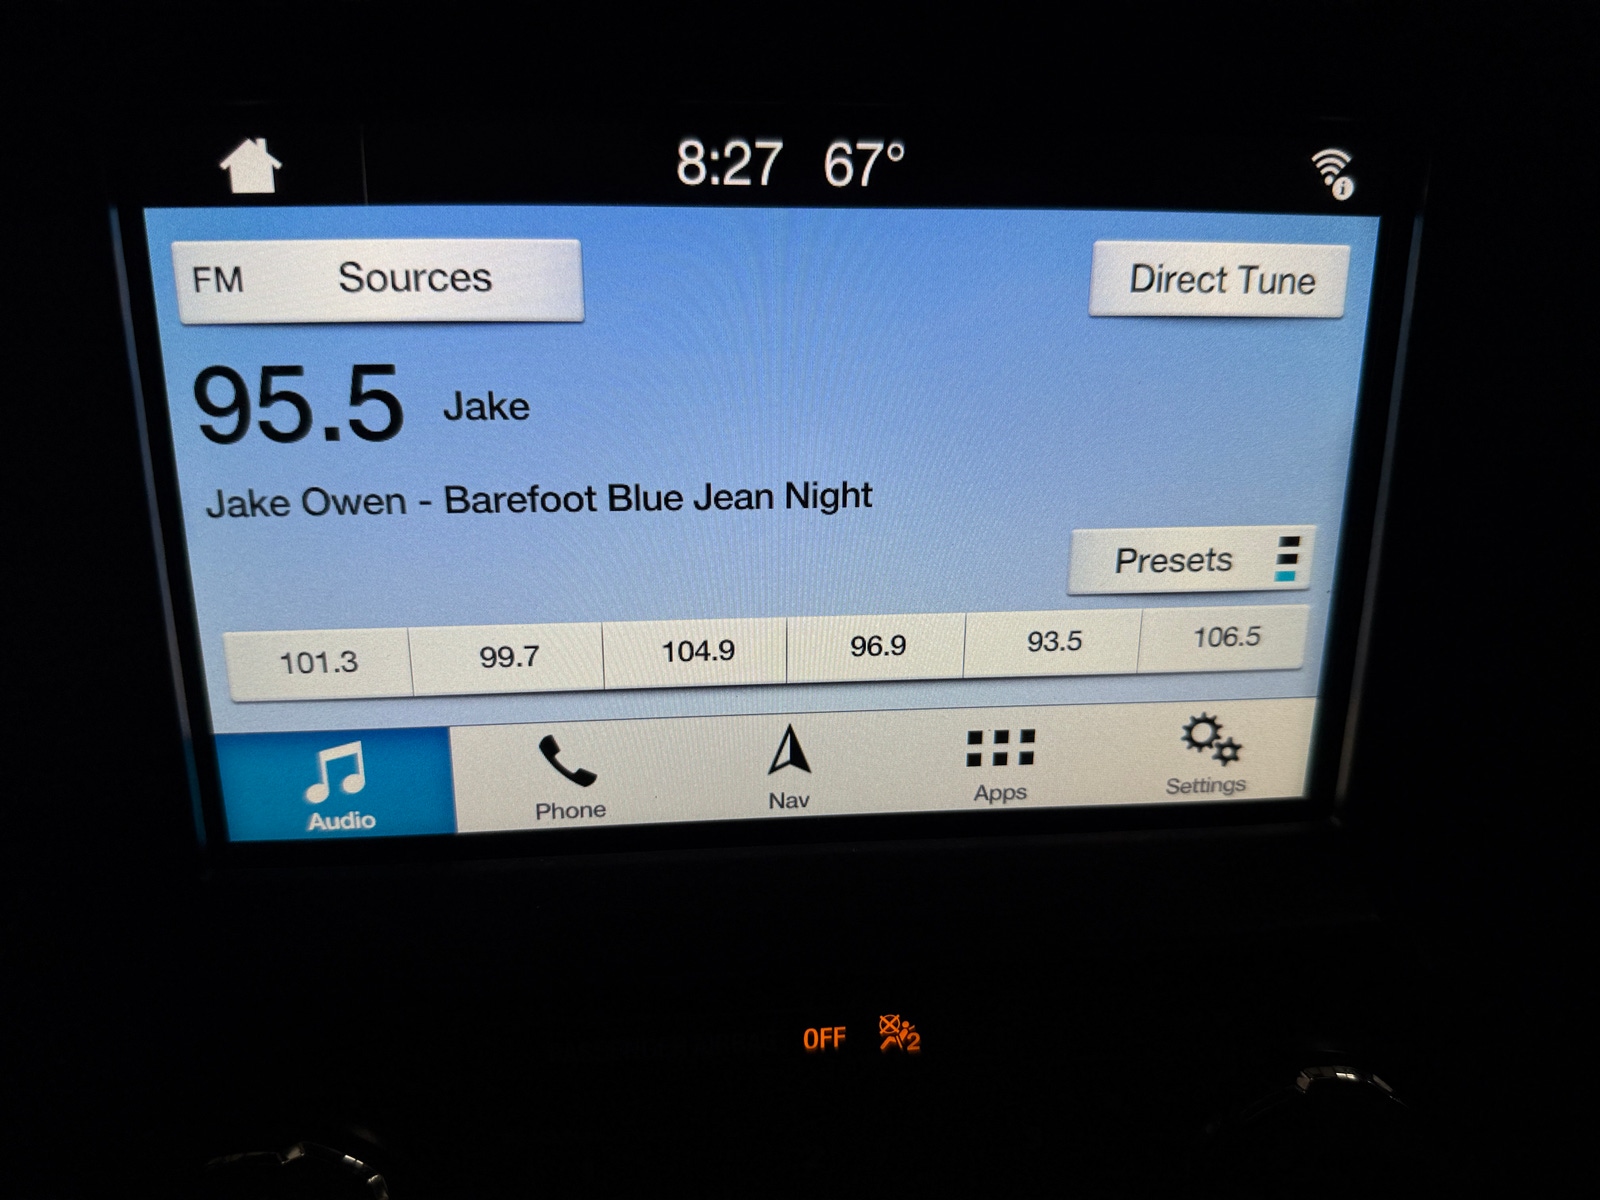 8:27 67°
FM Sources Direct Tune
95.5 Jake
Jake Owen - Barefoot Blue Jean Night
Presets
101.3 99.7 104.9 96.9 93.5 106.5
Audio Phone Nav Apps Settings
OFF 2